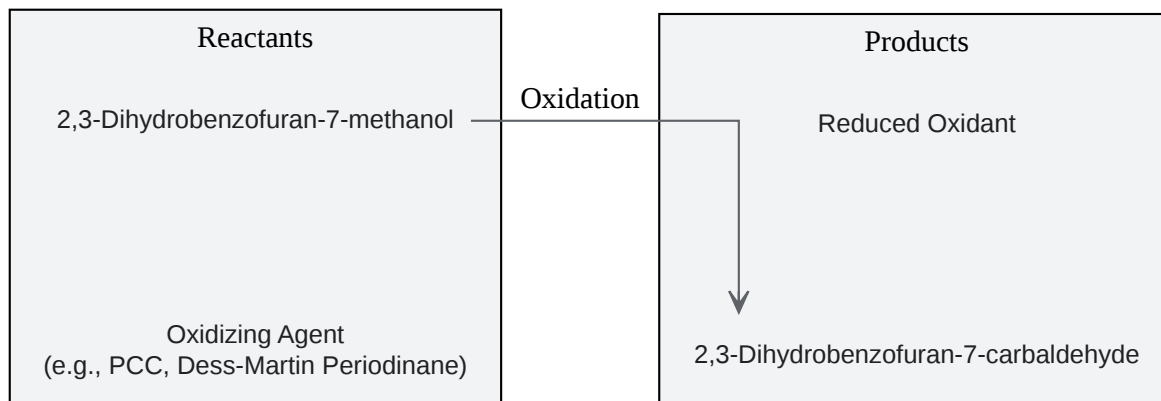 Reactants
2,3-Dihydrobenzofuran-7-methanol
Oxidizing Agent
(e.g., PCC, Dess-Martin Periodinane)
Oxidation
Products
Reduced Oxidant
2,3-Dihydrobenzofuran-7-carbaldehyde